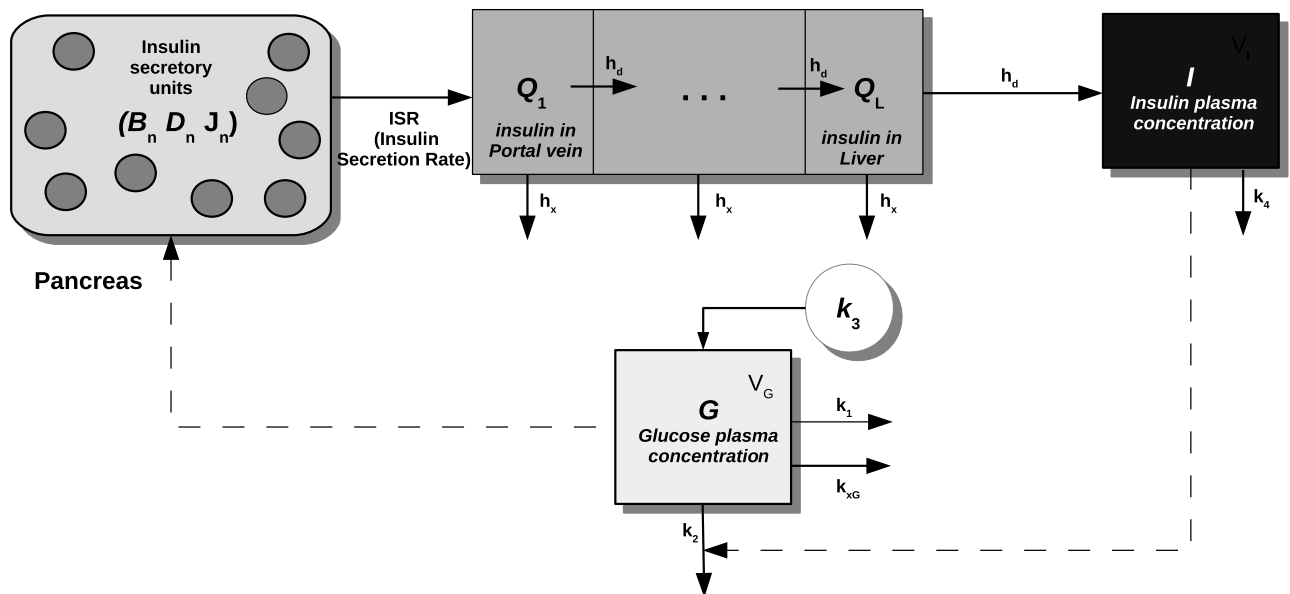 Insulin
secretory
units
(Bn Dn Jn)
Pancreas
ISR
(Insulin
Secretion Rate)
Q1
insulin in
Portal vein
hd
. . .
hd
QL
insulin in
Liver
hx
hx
hx
hd
VI
I
Insulin plasma
concentration
k4
k3
VG
G
Glucose plasma
concentration
k1
kxG
k2